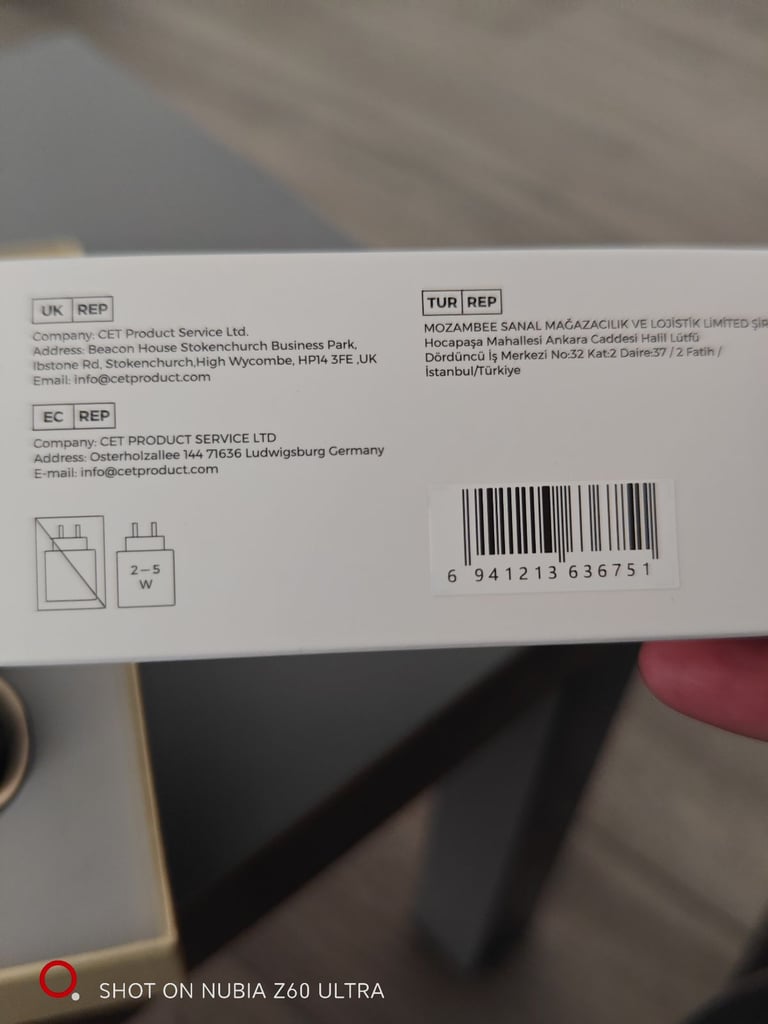 UK REP
Company: CET Product Service Ltd.
Address: Beacon House Stokenchurch Business Park,
Ibstone Rd, Stokenchurch,High Wycombe, HP14 3FE ,UK
Email: info@cetproduct.com
EC REP
Company: CET PRODUCT SERVICE LTD
Address: Osterholzallee 144 71636 Ludwigsburg Germany
E-mail: info@cetproduct.com
2–5
W
TUR REP
MOZAMBEE SANAL MAĞAZACILIK VE LOJİSTİK LİMİTED ŞİR
Hocapaşa Mahallesi Ankara Caddesi Halil Lütfü
Dördüncü İş Merkezi No:32 Kat:2 Daire:37 / 2 Fatih /
İstanbul/Türkiye
6 941213 636751
SHOT ON NUBIA Z60 ULTRA